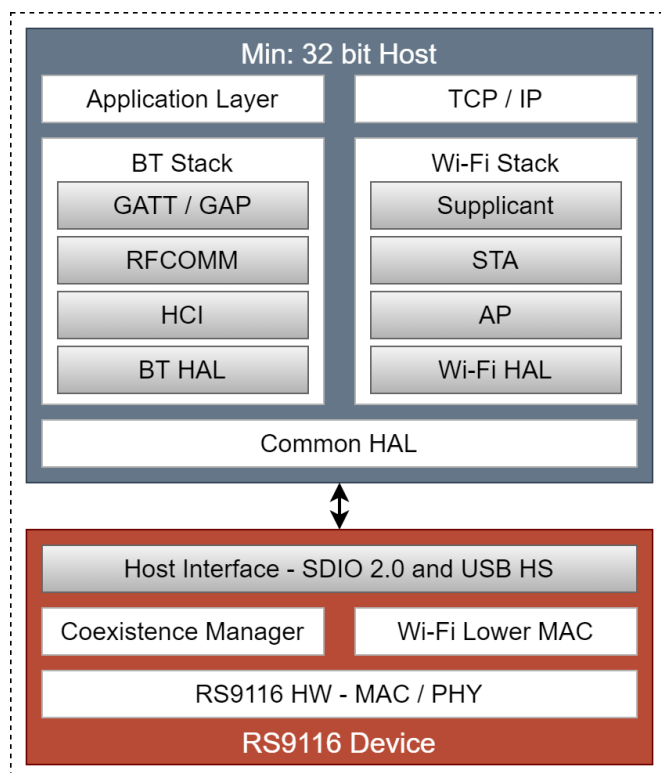 Min: 32 bit Host
Application Layer
TCP / IP
BT Stack
GATT / GAP
RFCOMM
HCI
BT HAL
Wi-Fi Stack
Supplicant
STA
AP
Wi-Fi HAL
Common HAL
Host Interface - SDIO 2.0 and USB HS
Coexistence Manager
Wi-Fi Lower MAC
RS9116 HW - MAC / PHY
RS9116 Device